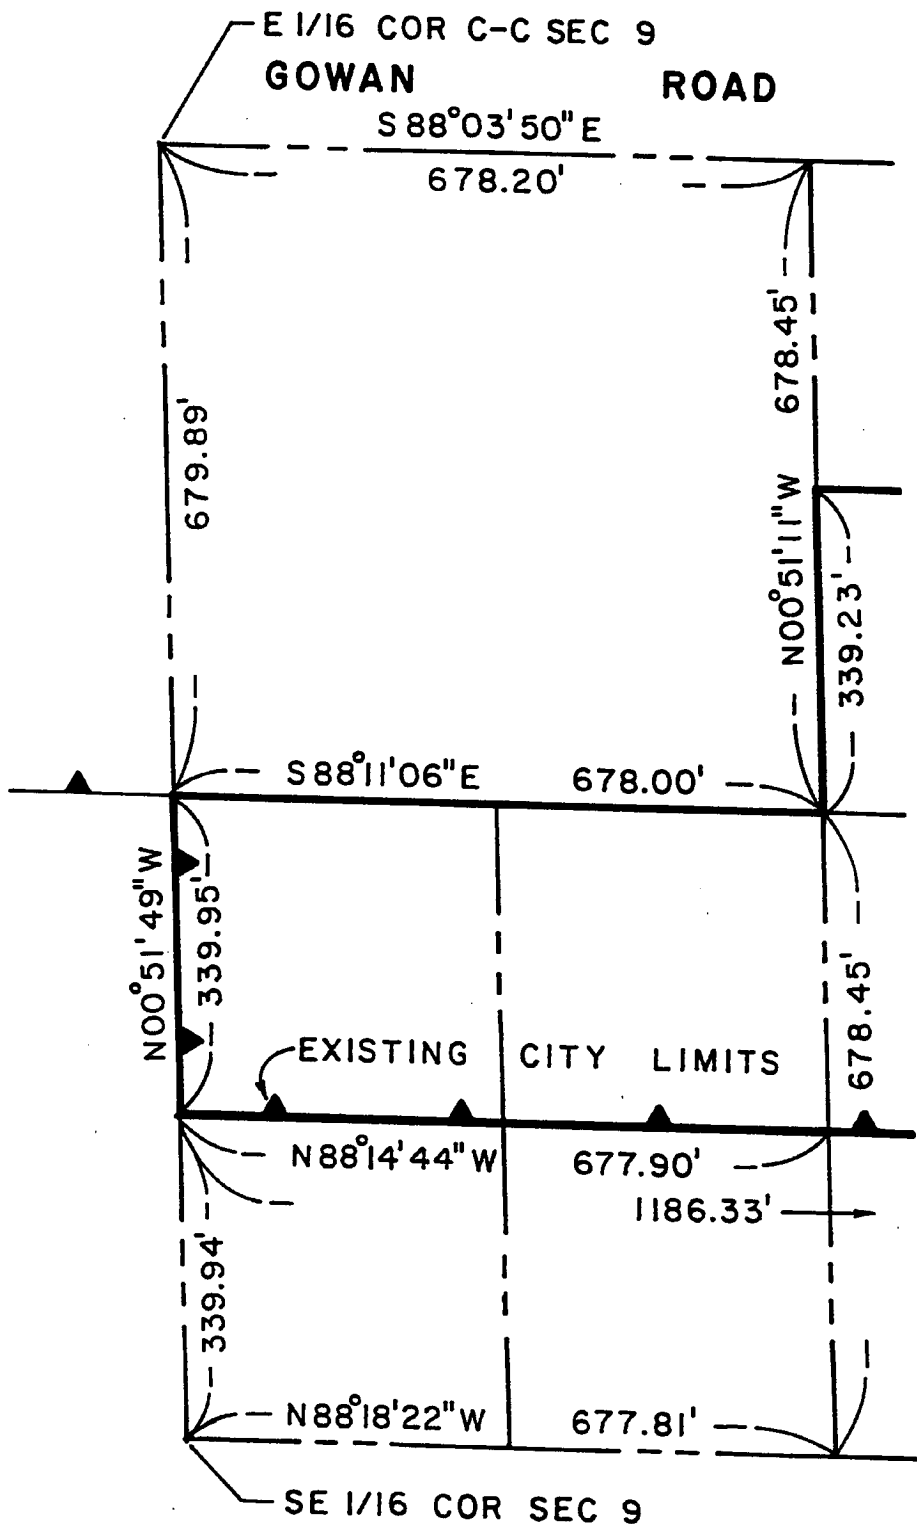 E 1/16 COR C-C SEC 9
GOWAN ROAD
S 88°03'50" E
678.20'
678.45'
679.89'
N00°51'11"W
339.23'
S88°11'06"E 678.00'
N00°51'49"W
339.95'
678.45'
EXISTING CITY LIMITS
N88°14'44"W 677.90'
1186.33'
339.94'
N88°18'22"W 677.81'
SE 1/16 COR SEC 9